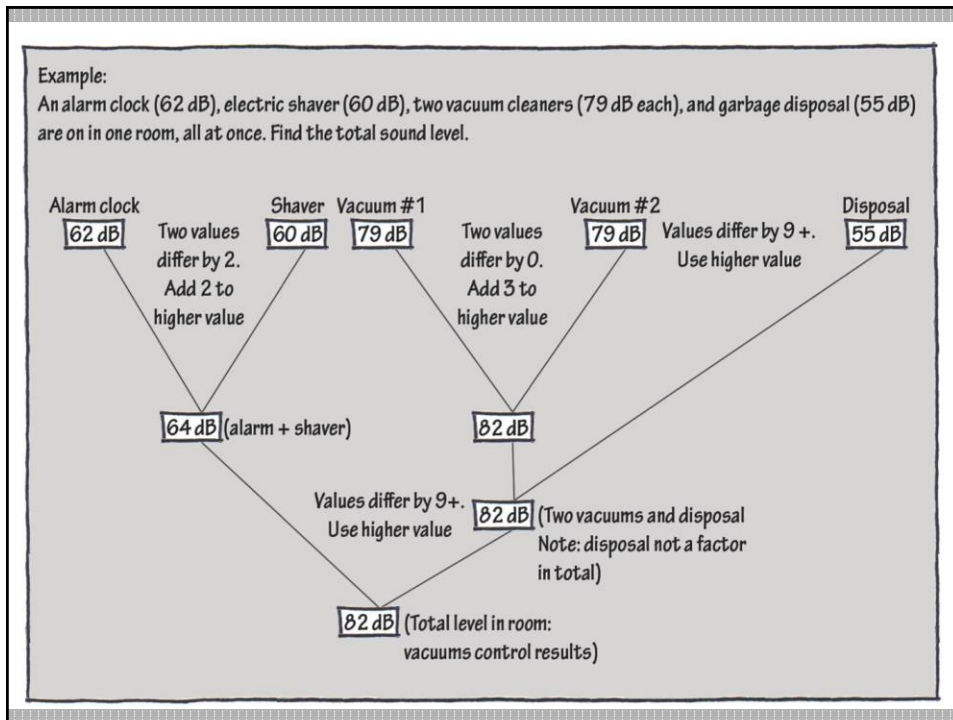 Example:
An alarm clock (62 dB), electric shaver (60 dB), two vacuum cleaners (79 dB each), and garbage disposal (55 dB)
are on in one room, all at once. Find the total sound level.
Alarm clock
62 dB
Two values
differ by 2.
Add 2 to
higher value
Shaver
60 dB
Vacuum #1
79 dB
Two values
differ by 0.
Add 3 to
higher value
Vacuum #2
79 dB
Values differ by 9 +.
Use higher value
Disposal
55 dB
64 dB (alarm + shaver)
82 dB
Values differ by 9+.
Use higher value
82 dB (Two vacuums and disposal
Note: disposal not a factor
in total)
82 dB (Total level in room:
vacuums control results)